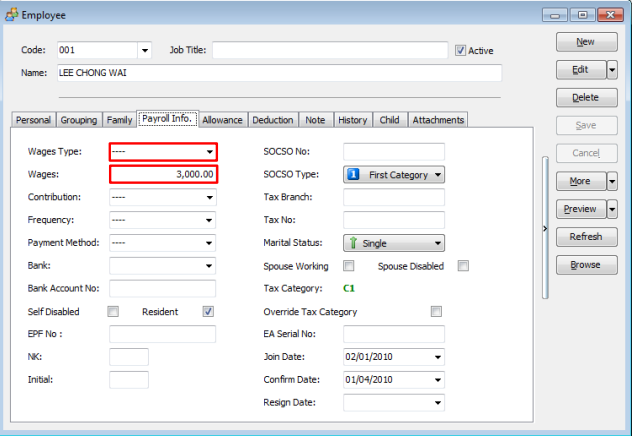 Employee
Code: 001 Job Title: Active New
Name: LEE CHONG WAI Edit
Delete
Personal Grouping Family Payroll Info. Allowance Deduction Note History Child Attachments Save
Wages Type: ---- SOCSO No: Cancel
Wages: 3,000.00 SOCSO Type: 1 First Category More
Contribution: ---- Tax Branch:
Frequency: ---- Tax No: Preview
Payment Method: ---- Marital Status: Single Refresh
Bank: Spouse Working Spouse Disabled Browse
Bank Account No: Tax Category: C1
Self Disabled Resident Override Tax Category
EPF No : EA Serial No:
NK: Join Date: 02/01/2010
Initial: Confirm Date: 01/04/2010
Resign Date: